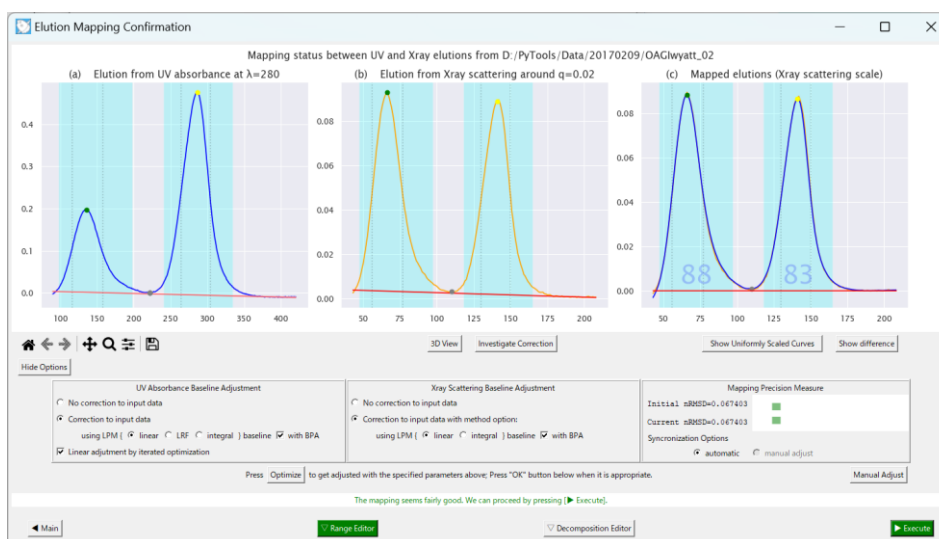 Elution Mapping Confirmation
Mapping status between UV and Xray elutions from D:/PyTools/Data/20170209/OAGIwyatt_02
(a) Elution from UV absorbance at λ=280
(b) Elution from Xray scattering around q=0.02
(c) Mapped elutions (Xray scattering scale)
0.4
0.3
0.2
0.1
0.0
100 150 200 250 300 350 400
0.08
0.06
0.04
0.02
0.00
50 75 100 125 150 175 200
0.08
0.06
0.04
0.02
0.00
88 83
50 75 100 125 150 175 200
3D View Investigate Correction Show Uniformly Scaled Curves Show difference
Hide Options
UV Absorbance Baseline Adjustment
No correction to input data
Correction to input data
using LPM ( linear LRF integral ) baseline with BPA
Linear adjutment by iterated optimization
Xray Scattering Baseline Adjustment
No correction to input data
Correction to input data with method option:
using LPM ( linear integral ) baseline with BPA
Mapping Precision Measure
Initial nRMSD=0.067403
Current nRMSD=0.067403
Syncronization Options
automatic manual adjust
Press Optimize to get adjusted with the specified parameters above; Press "OK" button below when it is appropriate. Manual Adjust
The mapping seems fairly good. We can proceed by pressing [▶ Execute].
◀ Main ▽ Range Editor ▽ Decomposition Editor ▶ Execute